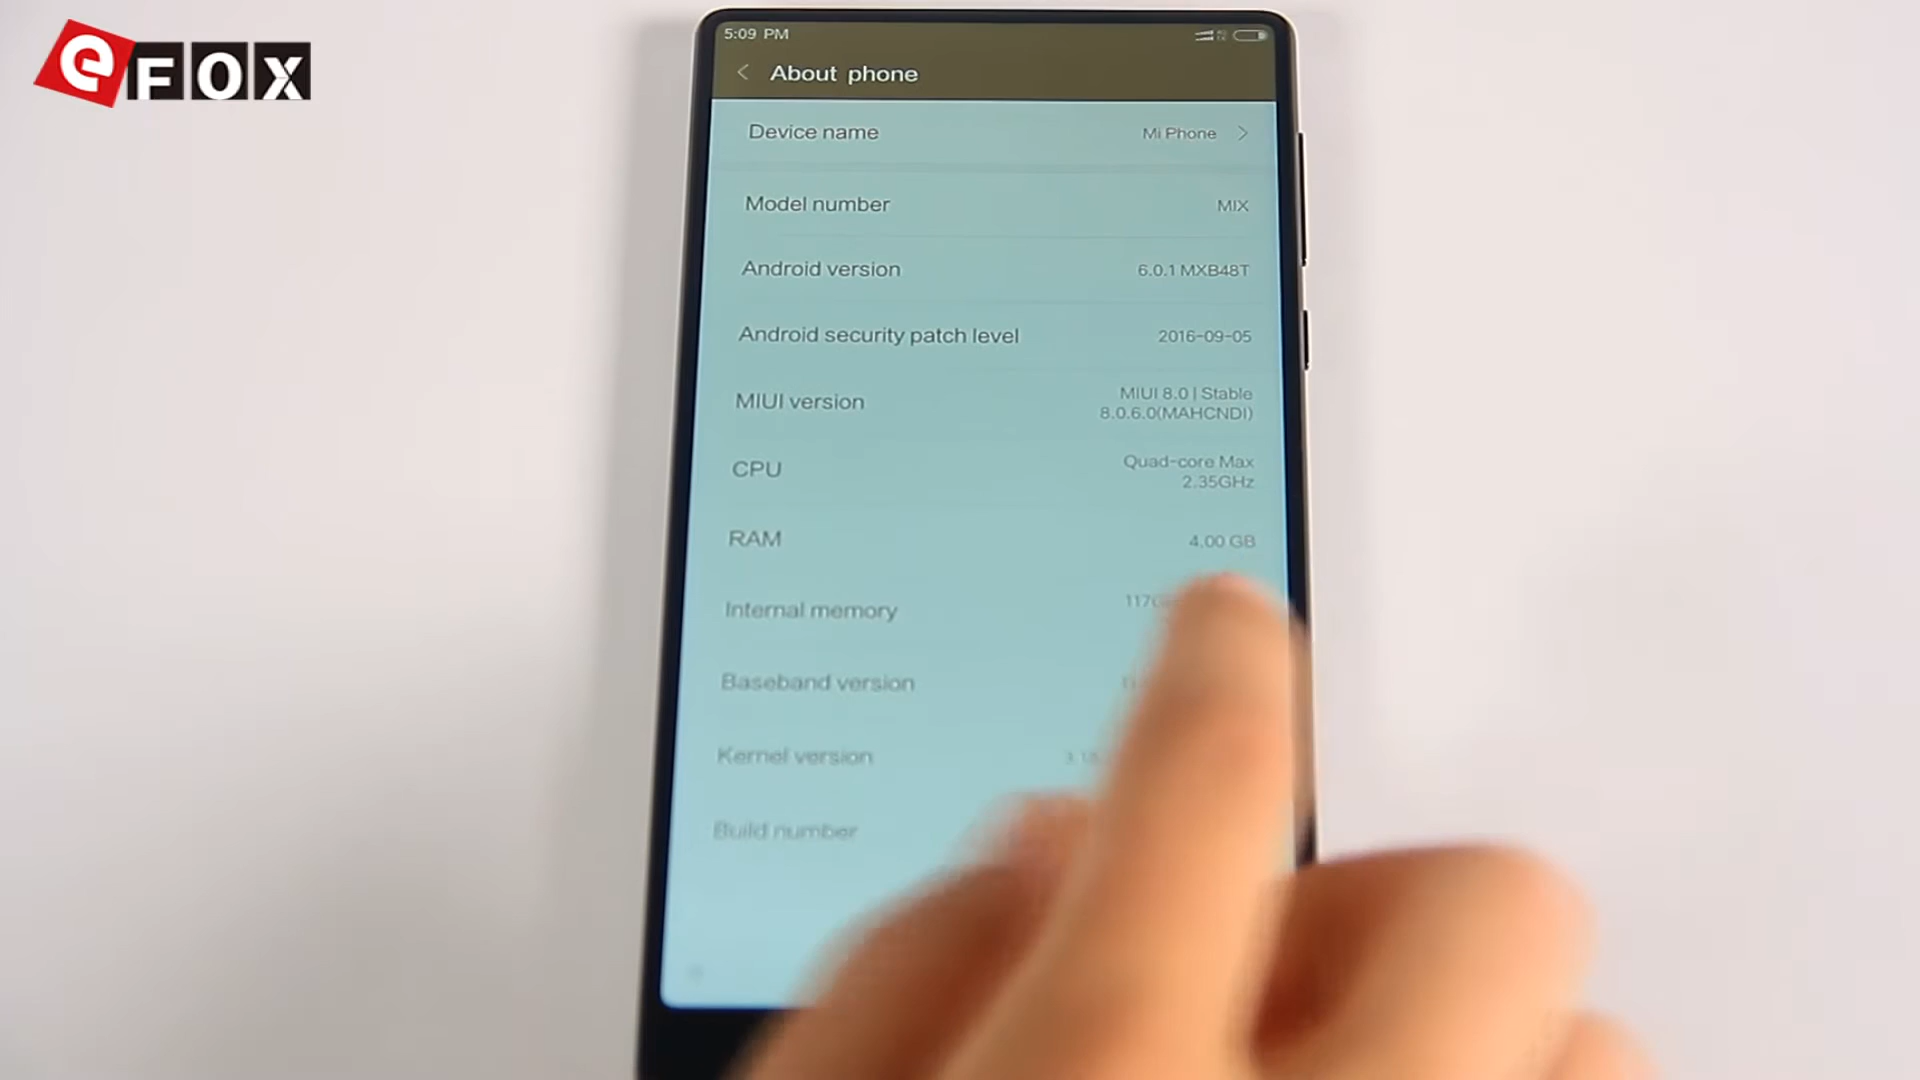 eFOX
5:09 PM
About phone
Device name Mi Phone
Model number MIX
Android version 6.0.1 MXB48T
Android security patch level 2016-09-05
MIUI version MIUI 8.0 | Stable
8.0.6.0(MAHCNDI)
CPU Quad-core Max
2.35GHz
RAM 4.00 GB
Internal memory
Baseband version
Kernel version
Build number